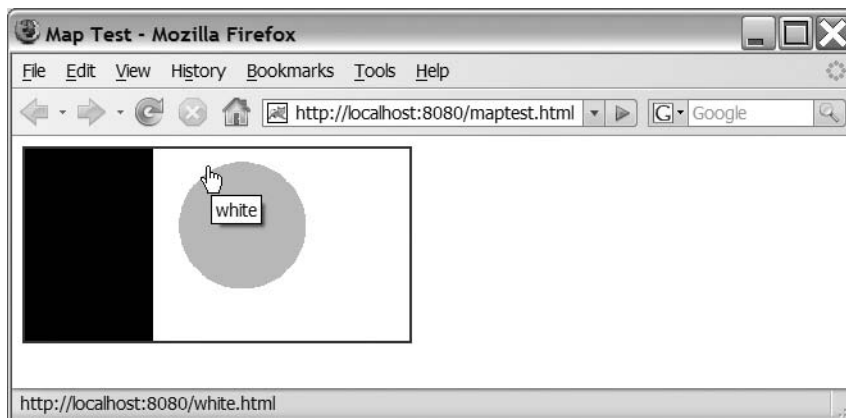 Map Test - Mozilla Firefox
File Edit View History Bookmarks Tools Help
http://localhost:8080/maptest.html G Google
white
http://localhost:8080/white.html